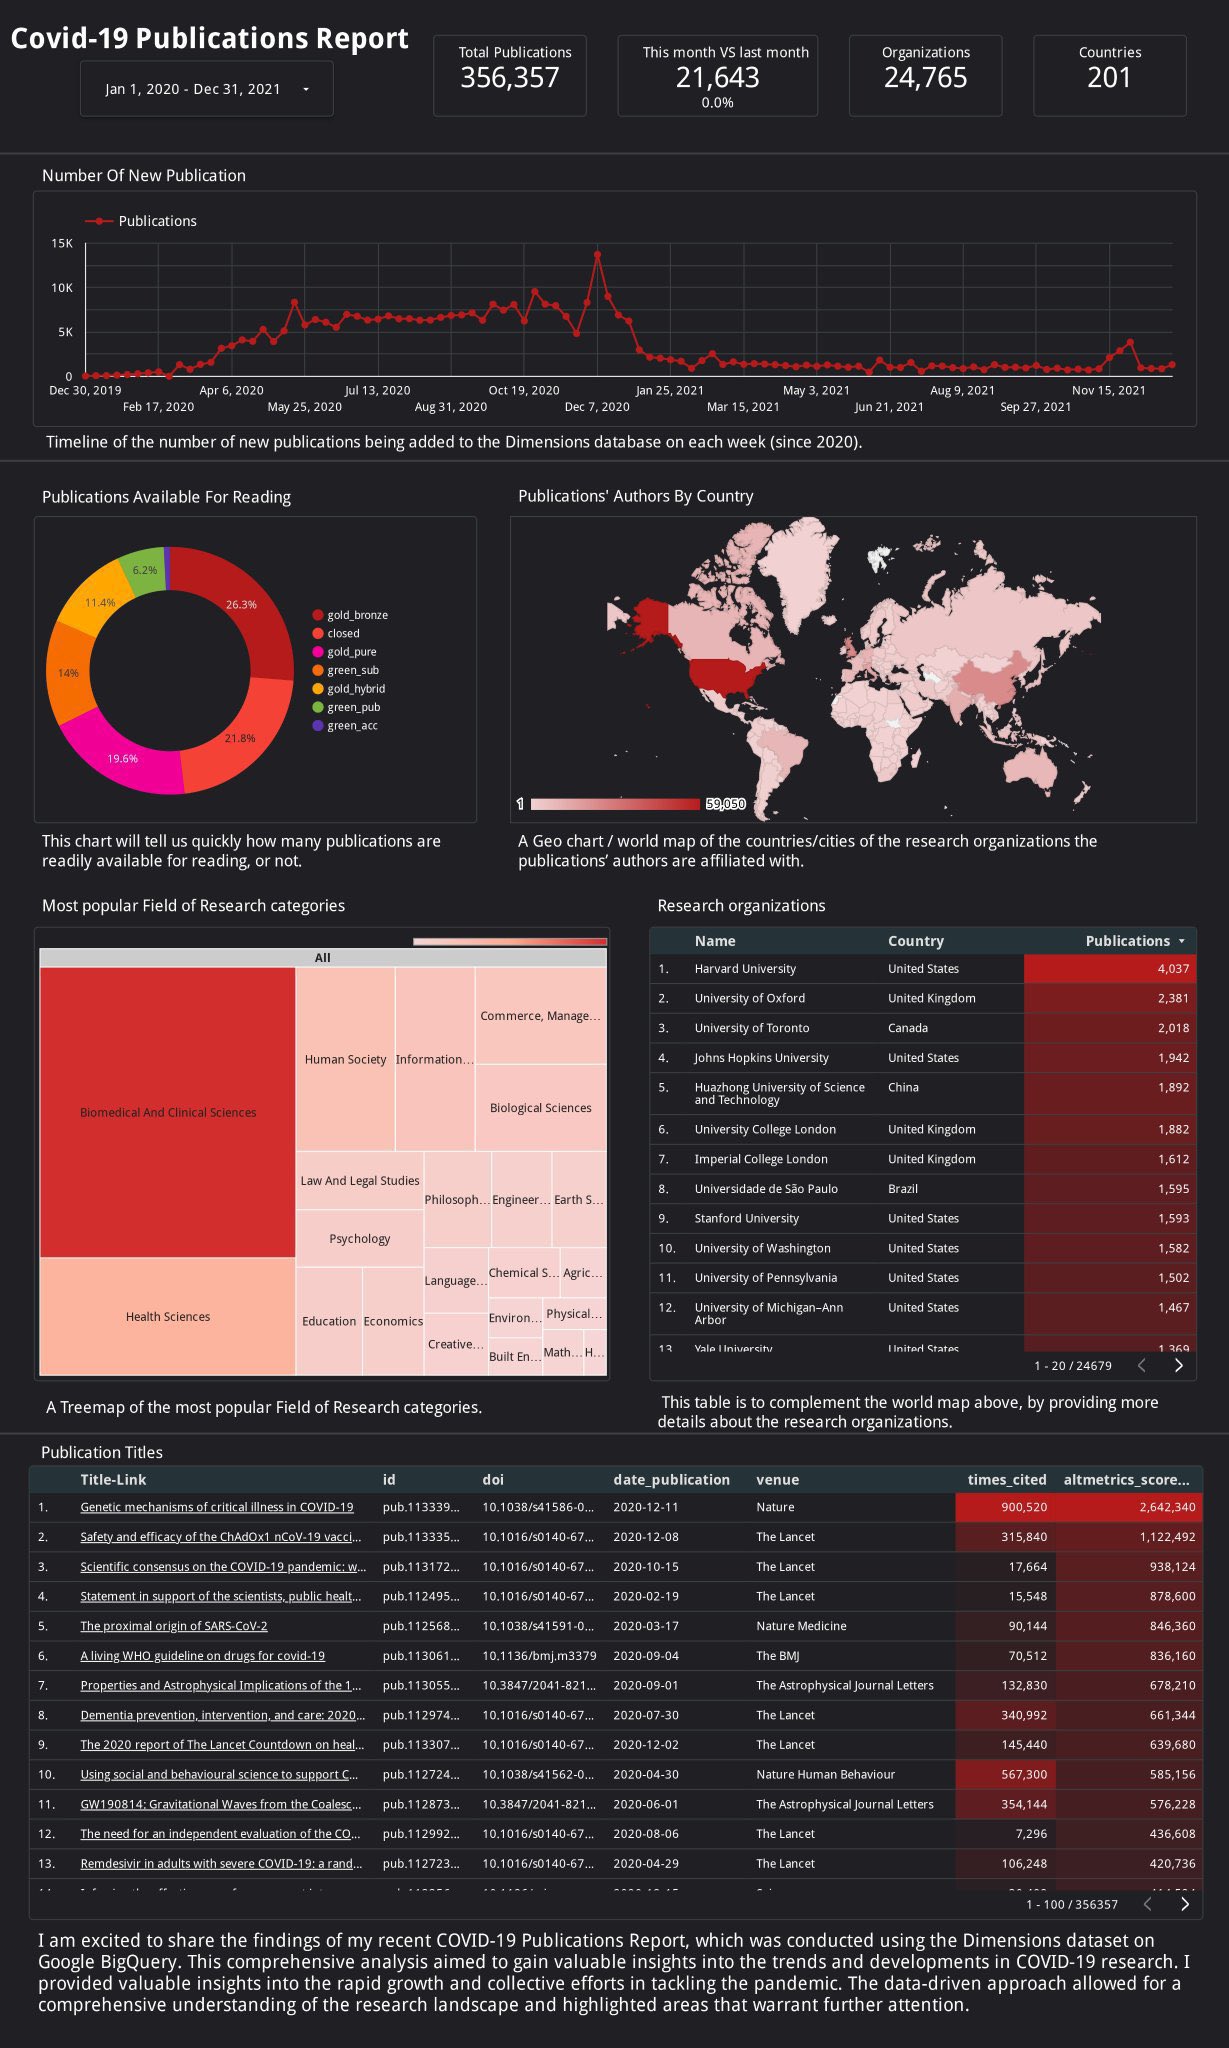 Covid-19 Publications Report
Jan 1, 2020 - Dec 31, 2021
Total Publications
356,357
This month VS last month
21,643
0.0%
Organizations
24,765
Countries
201
Number Of New Publication
Publications
15K
10K
5K
0
Dec 30, 2019
Apr 6, 2020
Jul 13, 2020
Oct 19, 2020
Jan 25, 2021
May 3, 2021
Aug 9, 2021
Nov 15, 2021
Feb 17, 2020
May 25, 2020
Aug 31, 2020
Dec 7, 2020
Mar 15, 2021
Jun 21, 2021
Sep 27, 2021
Timeline of the number of new publications being added to the Dimensions database on each week (since 2020).
Publications Available For Reading
26.3%
21.8%
19.6%
14%
11.4%
6.2%
gold_bronze
closed
gold_pure
green_sub
gold_hybrid
green_pub
green_acc
This chart will tell us quickly how many publications are
readily available for reading, or not.
Publications' Authors By Country
1 59,050
A Geo chart / world map of the countries/cities of the research organizations the
publications’ authors are affiliated with.
Most popular Field of Research categories
All
Biomedical And Clinical Sciences
Health Sciences
Human Society
Information...
Commerce, Manage...
Biological Sciences
Law And Legal Studies
Psychology
Education
Economics
Philosoph...
Engineer...
Earth S...
Language...
Creative...
Chemical S...
Agric...
Environ...
Physical...
Built En...
Math...
H...
A Treemap of the most popular Field of Research categories.
Research organizations
Name Country Publications
1. Harvard University United States 4,037
2. University of Oxford United Kingdom 2,381
3. University of Toronto Canada 2,018
4. Johns Hopkins University United States 1,942
5. Huazhong University of Science China 1,892
and Technology
6. University College London United Kingdom 1,882
7. Imperial College London United Kingdom 1,612
8. Universidade de São Paulo Brazil 1,595
9. Stanford University United States 1,593
10. University of Washington United States 1,582
11. University of Pennsylvania United States 1,502
12. University of Michigan–Ann United States 1,467
Arbor
13. Yale University United States 1,369
1 - 20 / 24679
This table is to complement the world map above, by providing more
details about the research organizations.
Publication Titles
Title-Link id doi date_publication venue times_cited altmetrics_score...
1. Genetic mechanisms of critical illness in COVID-19 pub.113339... 10.1038/s41586-0... 2020-12-11 Nature 900,520 2,642,340
2. Safety and efficacy of the ChAdOx1 nCoV-19 vacci... pub.113335... 10.1016/s0140-67... 2020-12-08 The Lancet 315,840 1,122,492
3. Scientific consensus on the COVID-19 pandemic: w... pub.113172... 10.1016/s0140-67... 2020-10-15 The Lancet 17,664 938,124
4. Statement in support of the scientists, public healt... pub.112495... 10.1016/s0140-67... 2020-02-19 The Lancet 15,548 878,600
5. The proximal origin of SARS-CoV-2 pub.112568... 10.1038/s41591-0... 2020-03-17 Nature Medicine 90,144 846,360
6. A living WHO guideline on drugs for covid-19 pub.113061... 10.1136/bmj.m3379 2020-09-04 The BMJ 70,512 836,160
7. Properties and Astrophysical Implications of the 1... pub.113055... 10.3847/2041-821... 2020-09-01 The Astrophysical Journal Letters 132,830 678,210
8. Dementia prevention, intervention, and care: 2020... pub.112974... 10.1016/s0140-67... 2020-07-30 The Lancet 340,992 661,344
9. The 2020 report of The Lancet Countdown on heal... pub.113307... 10.1016/s0140-67... 2020-12-02 The Lancet 145,440 639,680
10. Using social and behavioural science to support C... pub.112724... 10.1038/s41562-0... 2020-04-30 Nature Human Behaviour 567,300 585,156
11. GW190814: Gravitational Waves from the Coalesc... pub.112873... 10.3847/2041-821... 2020-06-01 The Astrophysical Journal Letters 354,144 576,228
12. The need for an independent evaluation of the CO... pub.112992... 10.1016/s0140-67... 2020-08-06 The Lancet 7,296 436,608
13. Remdesivir in adults with severe COVID-19: a rand... pub.112723... 10.1016/s0140-67... 2020-04-29 The Lancet 106,248 420,736
1 - 100 / 356357
I am excited to share the findings of my recent COVID-19 Publications Report, which was conducted using the Dimensions dataset on
Google BigQuery. This comprehensive analysis aimed to gain valuable insights into the trends and developments in COVID-19 research. I
provided valuable insights into the rapid growth and collective efforts in tackling the pandemic. The data-driven approach allowed for a
comprehensive understanding of the research landscape and highlighted areas that warrant further attention.